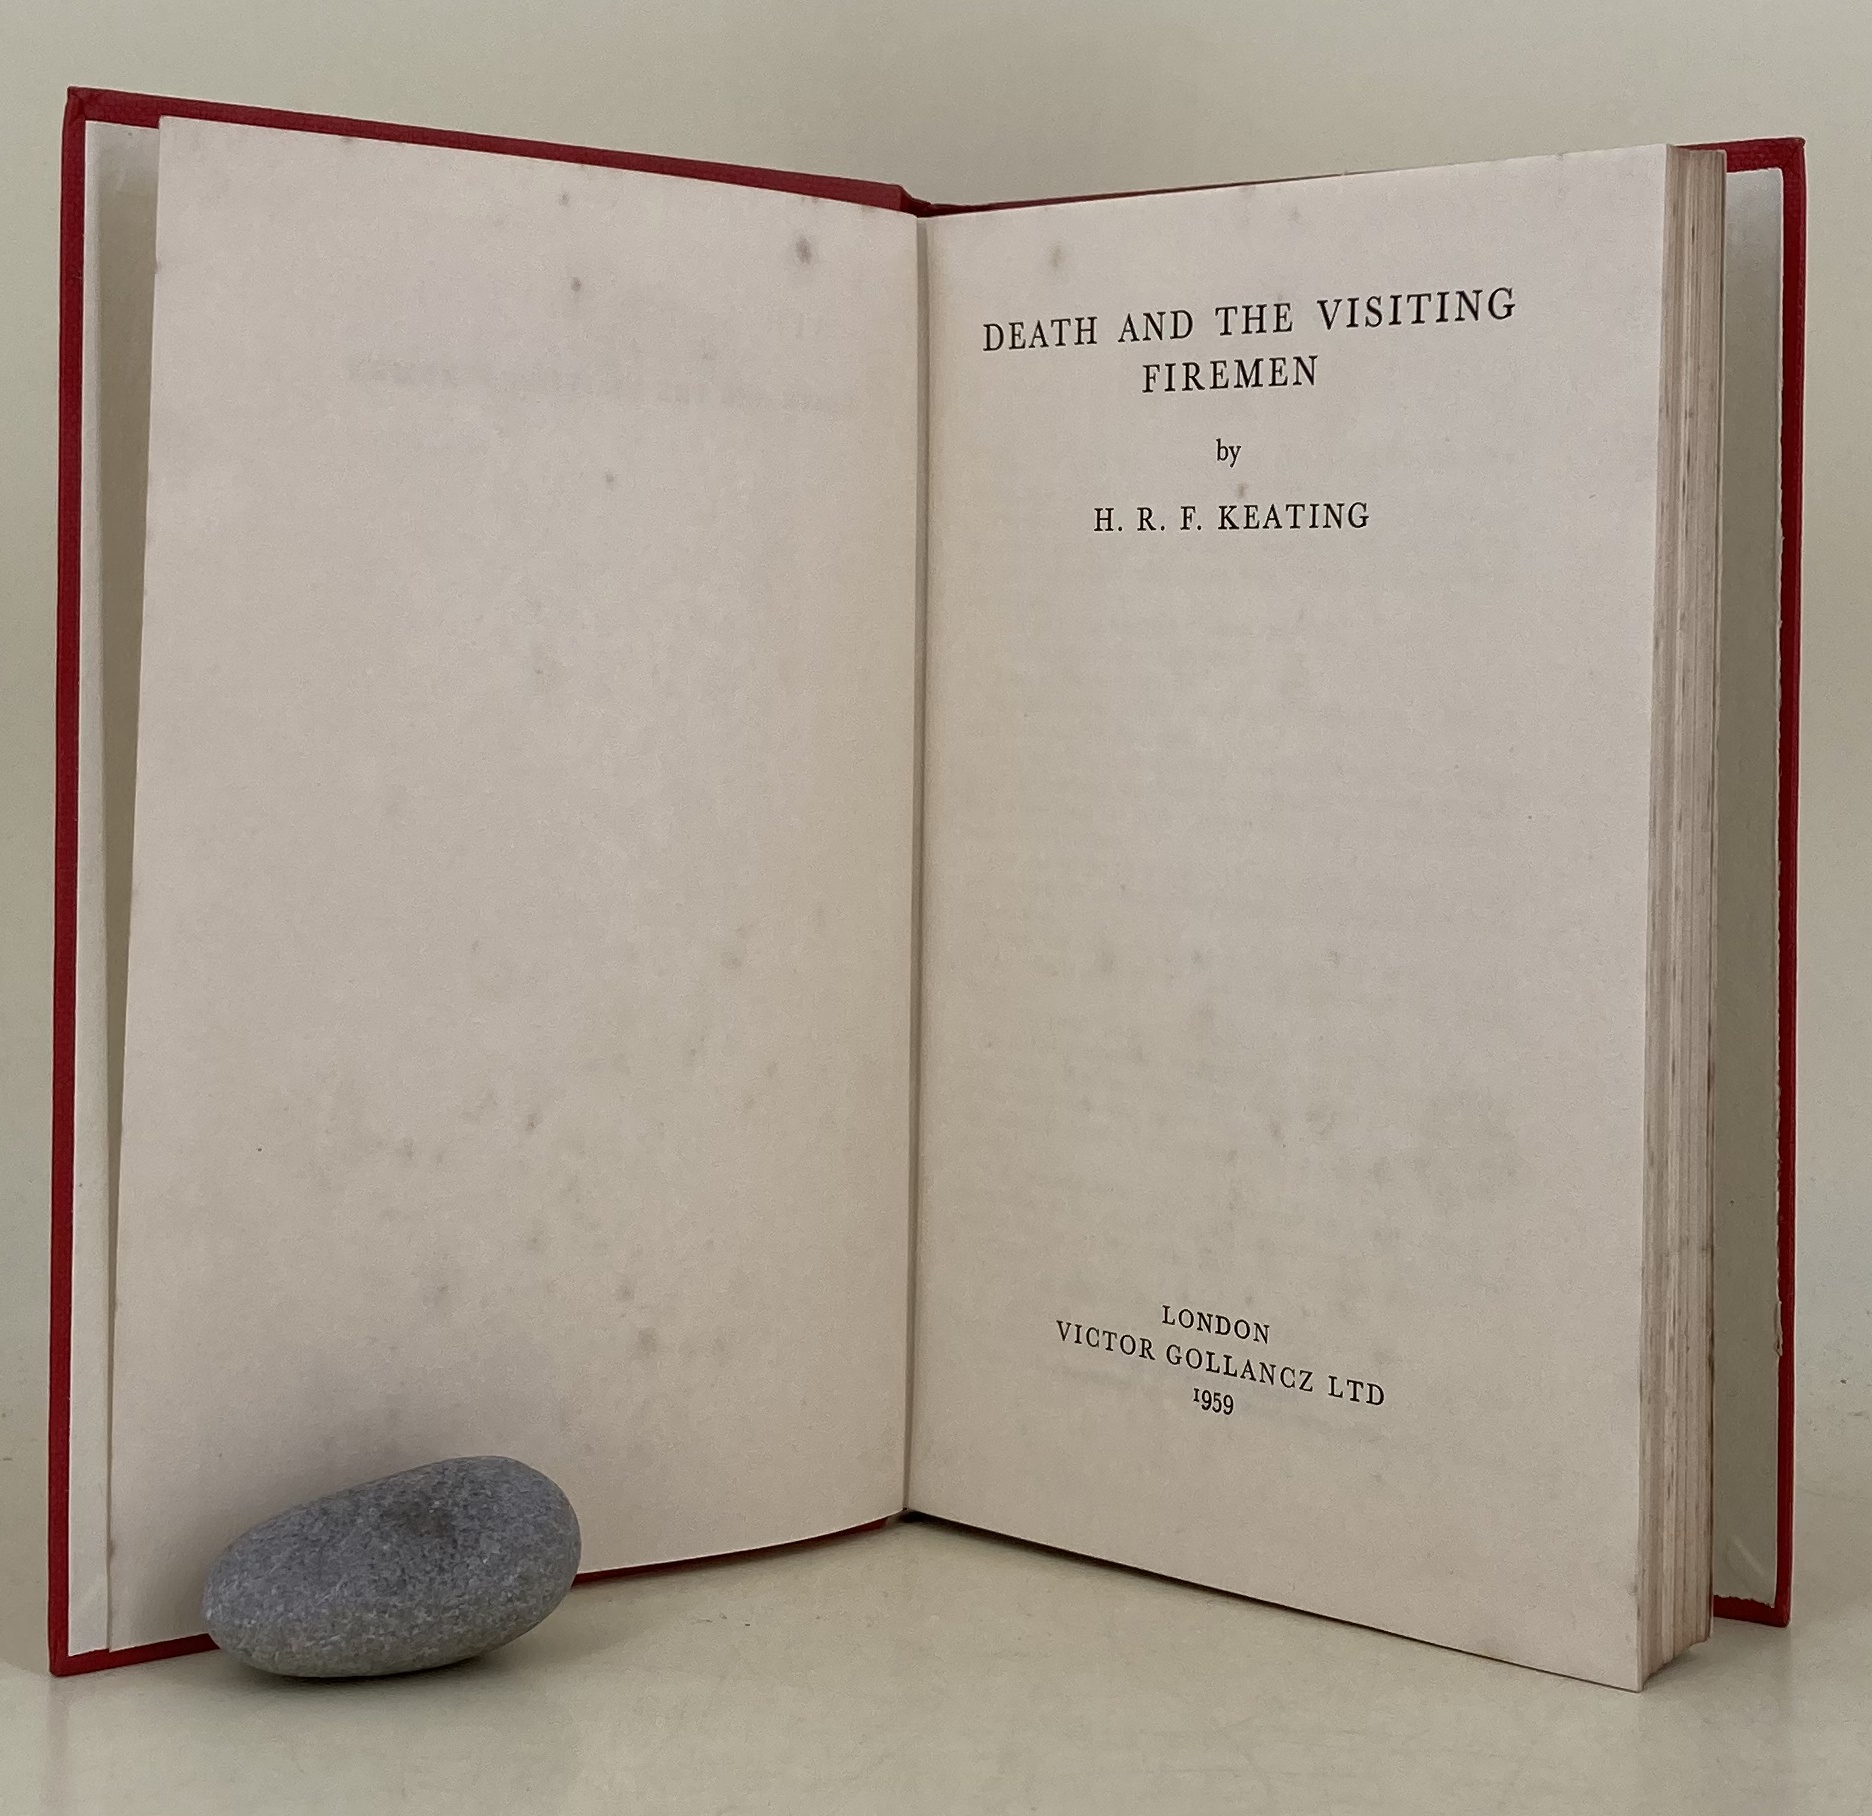 DEATH AND THE VISITING
FIREMEN
by
H. R. F. KEATING
LONDON
VICTOR GOLLANCZ LTD
1959